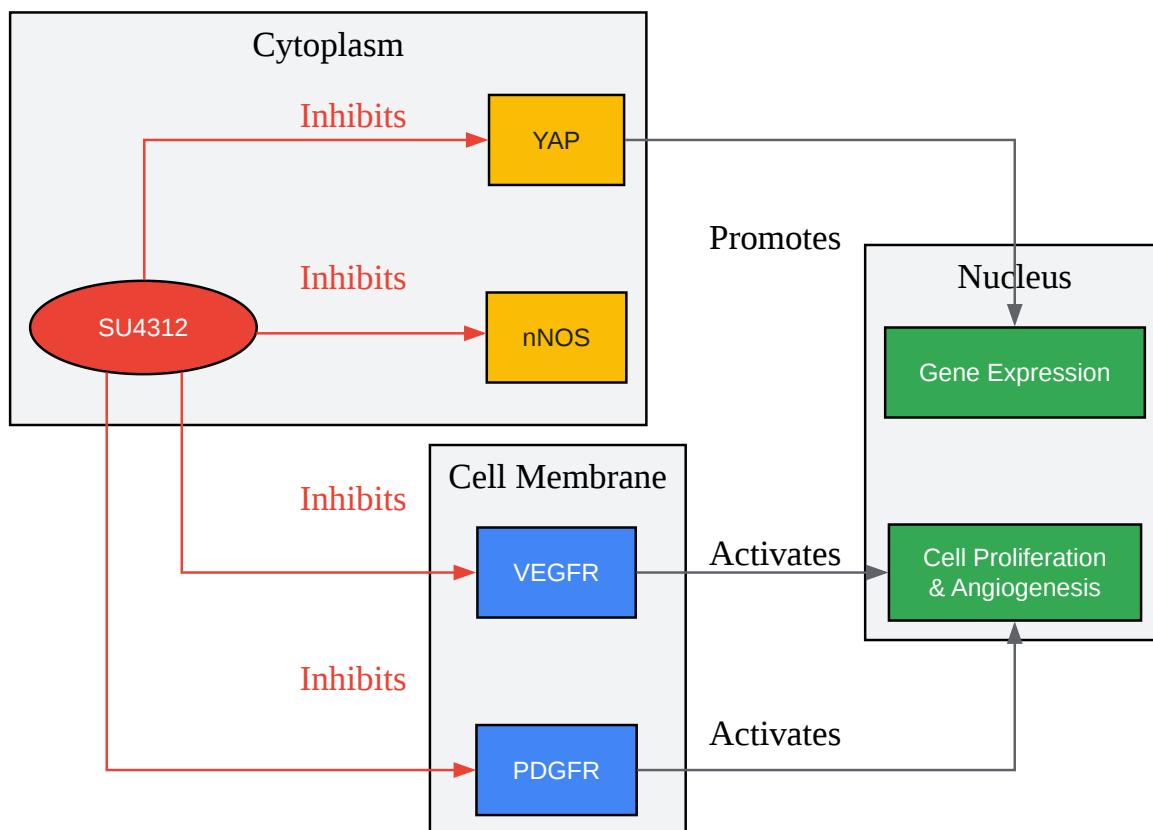 Cytoplasm
Inhibits
YAP
Promotes
Inhibits
Nucleus
SU4312
nNOS
Gene Expression
Cell Membrane
Inhibits
VEGFR
Activates
Cell Proliferation
& Angiogenesis
Inhibits
PDGFR
Activates